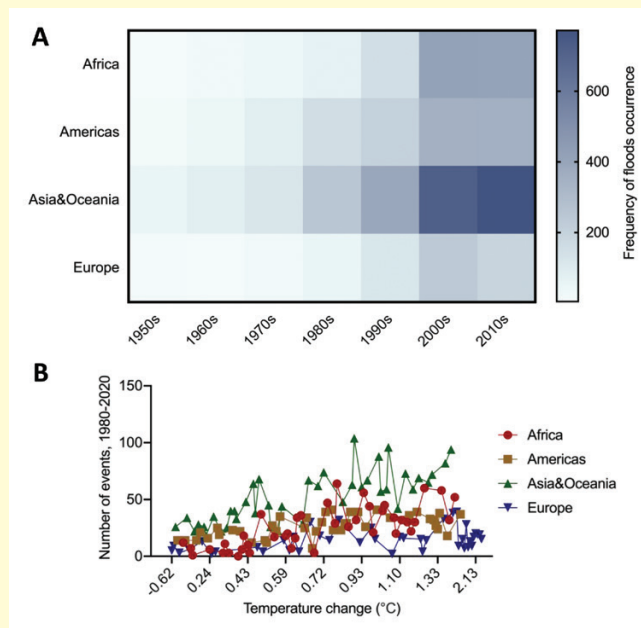 A
Africa
Americas
Asia&Oceania
Europe
1950s
1960s
1970s
1980s
1990s
2000s
2010s
600
400
200
Frequency of floods occurrence
B
Number of events, 1980-2020
150
100
50
0
-0.62
0.24
0.43
0.59
0.72
0.93
1.10
1.33
2.13
Temperature change (°C)
Africa
Americas
Asia&Oceania
Europe